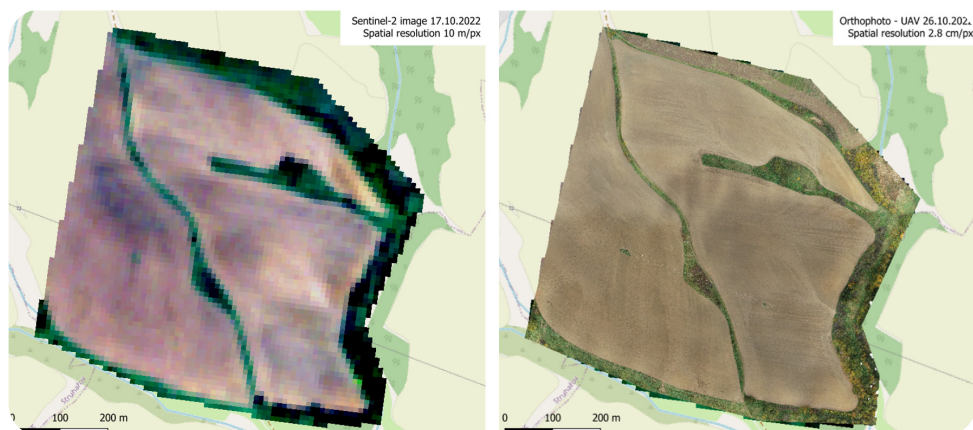 Sentinel-2 image 17.10.2022
Spatial resolution 10 m/px
Orthophoto - UAV 26.10.202
Spatial resolution 2.8 cm/px
0 100 200 m
0 100 200 m